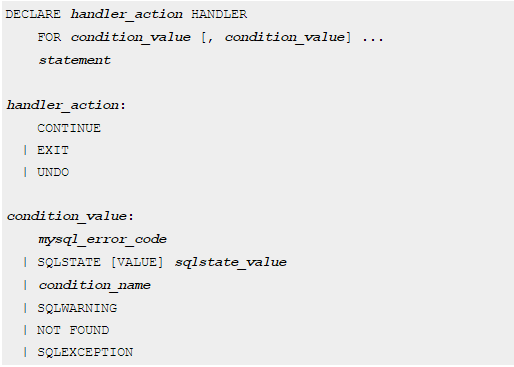 DECLARE handler_action HANDLER
FOR condition_value [, condition_value] ...
statement
handler_action:
CONTINUE
| EXIT
| UNDO
condition_value:
mysql_error_code
| SQLSTATE [VALUE] sqlstate_value
| condition_name
| SQLWARNING
| NOT FOUND
| SQLEXCEPTION